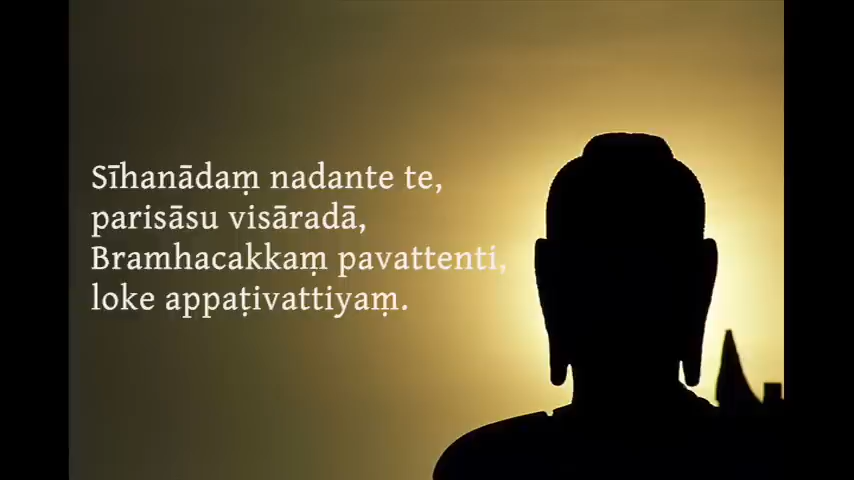 Sīhanādaṃ nadante te,
parisāsu visāradā,
Bramhacakkaṃ pavattenti,
loke appaṭivattiyaṃ.